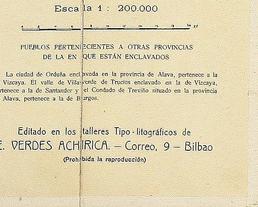 Escala 1: 200.000
PUEBLOS PERTENECIENTES A OTRAS PROVINCIAS
DE LA EN QUE ESTÁN ENCLAVADOS
La ciudad de Orduña enclavada en la provincia de Alava, pertenece a la
Vizcaya. El valle de Villaverde de Trucios enclavado en la de Vizcaya,
pertenece a la de Santander y el Condado de Treviño situado en la provincia
Alava, pertenece a la de Burgos.
Editado en los talleres Tipo-litográficos de
E. VERDES ACHIRICA. — Correo, 9 — Bilbao
(Prohibida la reproducción)